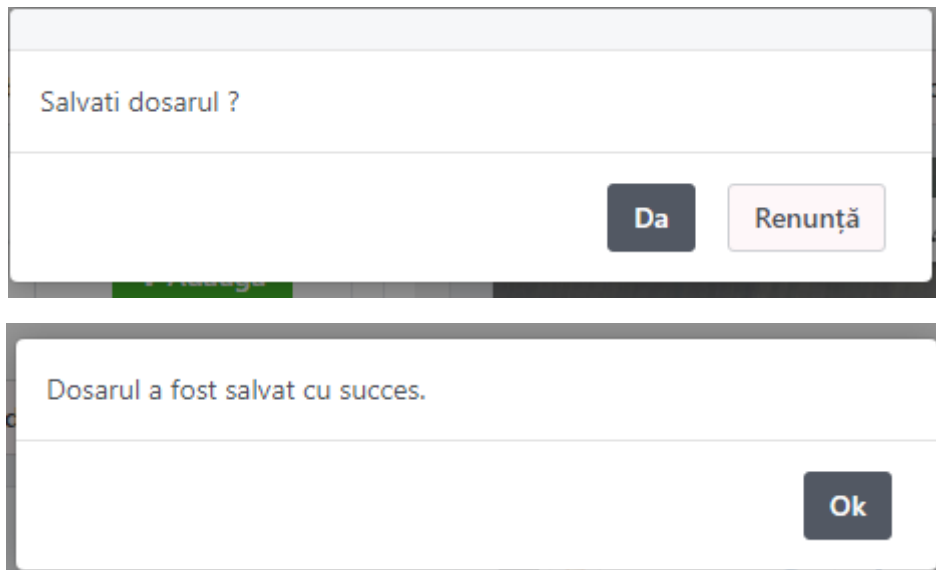 Salvati dosarul ?
Da
Renunță
Dosarul a fost salvat cu succes.
Ok